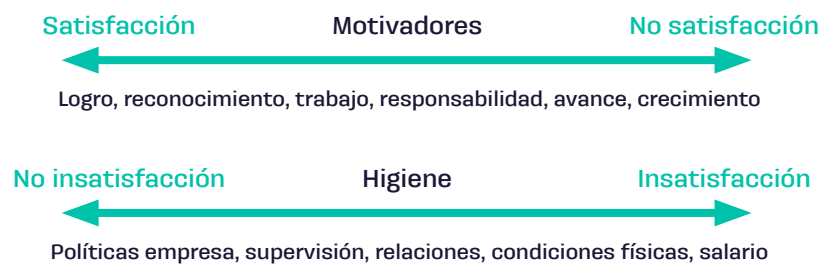 Satisfacción Motivadores No satisfacción
Logro, reconocimiento, trabajo, responsabilidad, avance, crecimiento
No insatisfacción Higiene Insatisfacción
Políticas empresa, supervisión, relaciones, condiciones físicas, salario